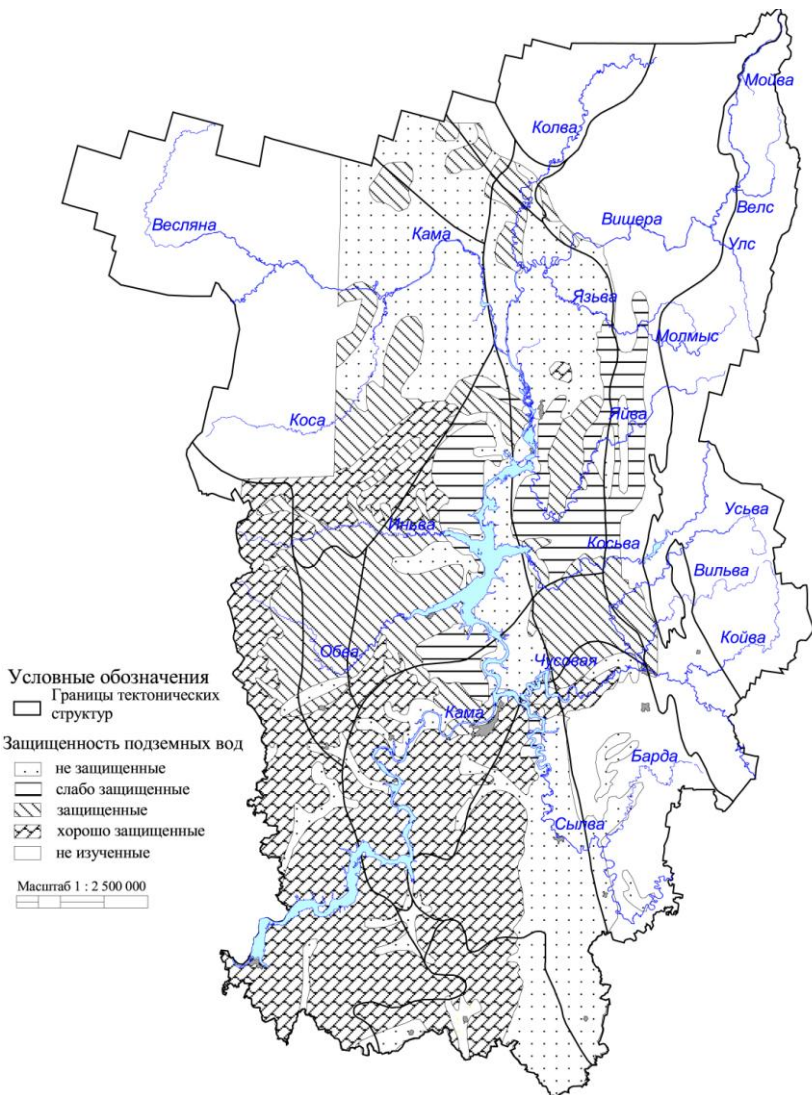 Мойва
Колва
Велс
Весляна
Вишера
Кама
Улс
Язьва
Молмыс
Коса
Яйва
Усьва
Иньва
Косьва
Вильва
Койва
Обва
Чусовая
Кама
Барда
Сылва
Условные обозначения
Границы тектонических
структур
Защищенность подземных вод
не защищенные
слабо защищенные
защищенные
хорошо защищенные
не изученные
Масштаб 1 : 2 500 000